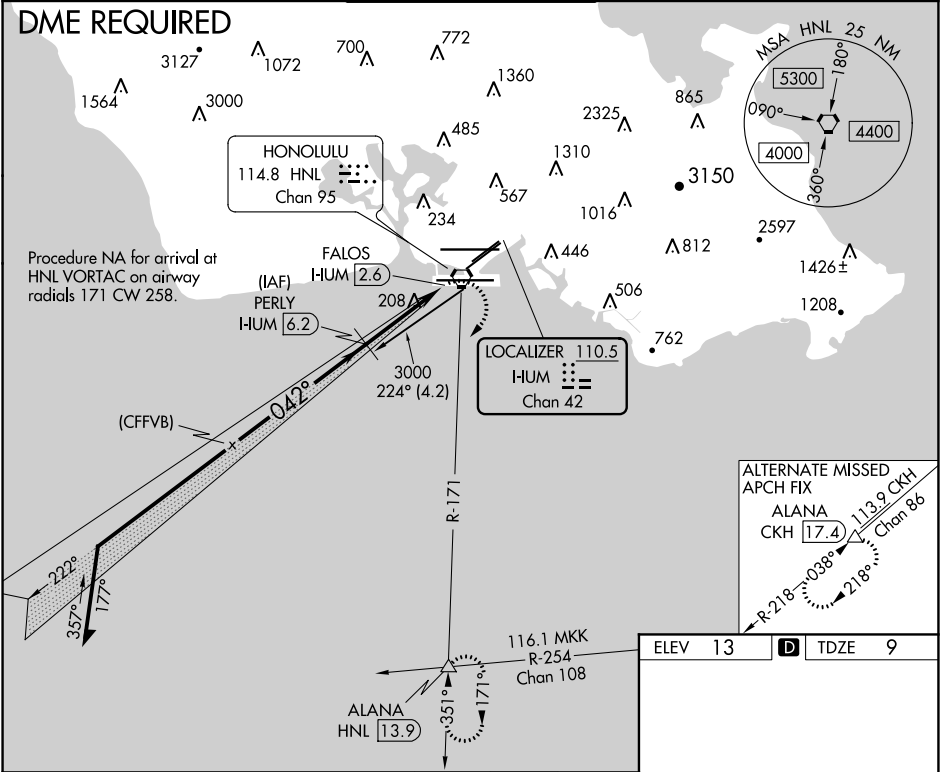 DME REQUIRED
3127
1072
700
772
1564
3000
1360
485
2325
865
1310
567
3150
234
1016
2597
446
812
1426±
208
506
1208
762
MSA HNL 25 NM
5300
180°
090°
4400
4000
360°
HONOLULU
114.8 HNL
Chan 95
Procedure NA for arrival at
HNL VORTAC on airway
radials 171 CW 258.
FALOS
I-IUM 2.6
(IAF)
PERLY
I-IUM 6.2
3000
224° (4.2)
LOCALIZER 110.5
I-IUM
Chan 42
042°
(CFFVB)
222°
357°
177°
R-171
116.1 MKK
R-254
Chan 108
ALANA
HNL 13.9
351°
171°
ALTERNATE MISSED
APCH FIX
ALANA
CKH 17.4
113.9 CKH
Chan 86
R-218
038°
218°
ELEV 13 D TDZE 9